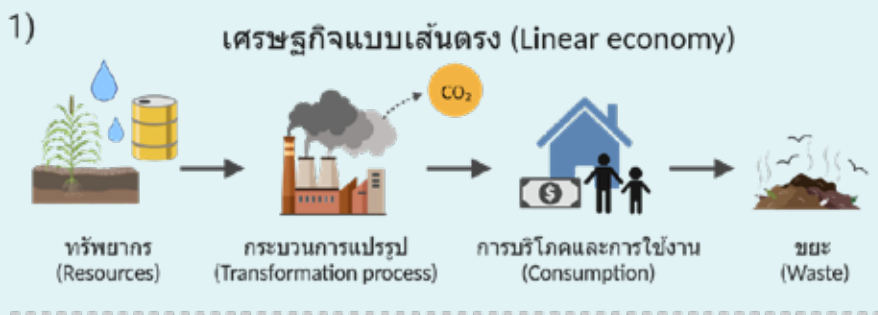 1)
เศรษฐกิจแบบเส้นตรง (Linear economy)
CO₂
$
ทรัพยากร
(Resources)
กระบวนการแปรรูป
(Transformation process)
การบริโภคและการใช้งาน
(Consumption)
ขยะ
(Waste)